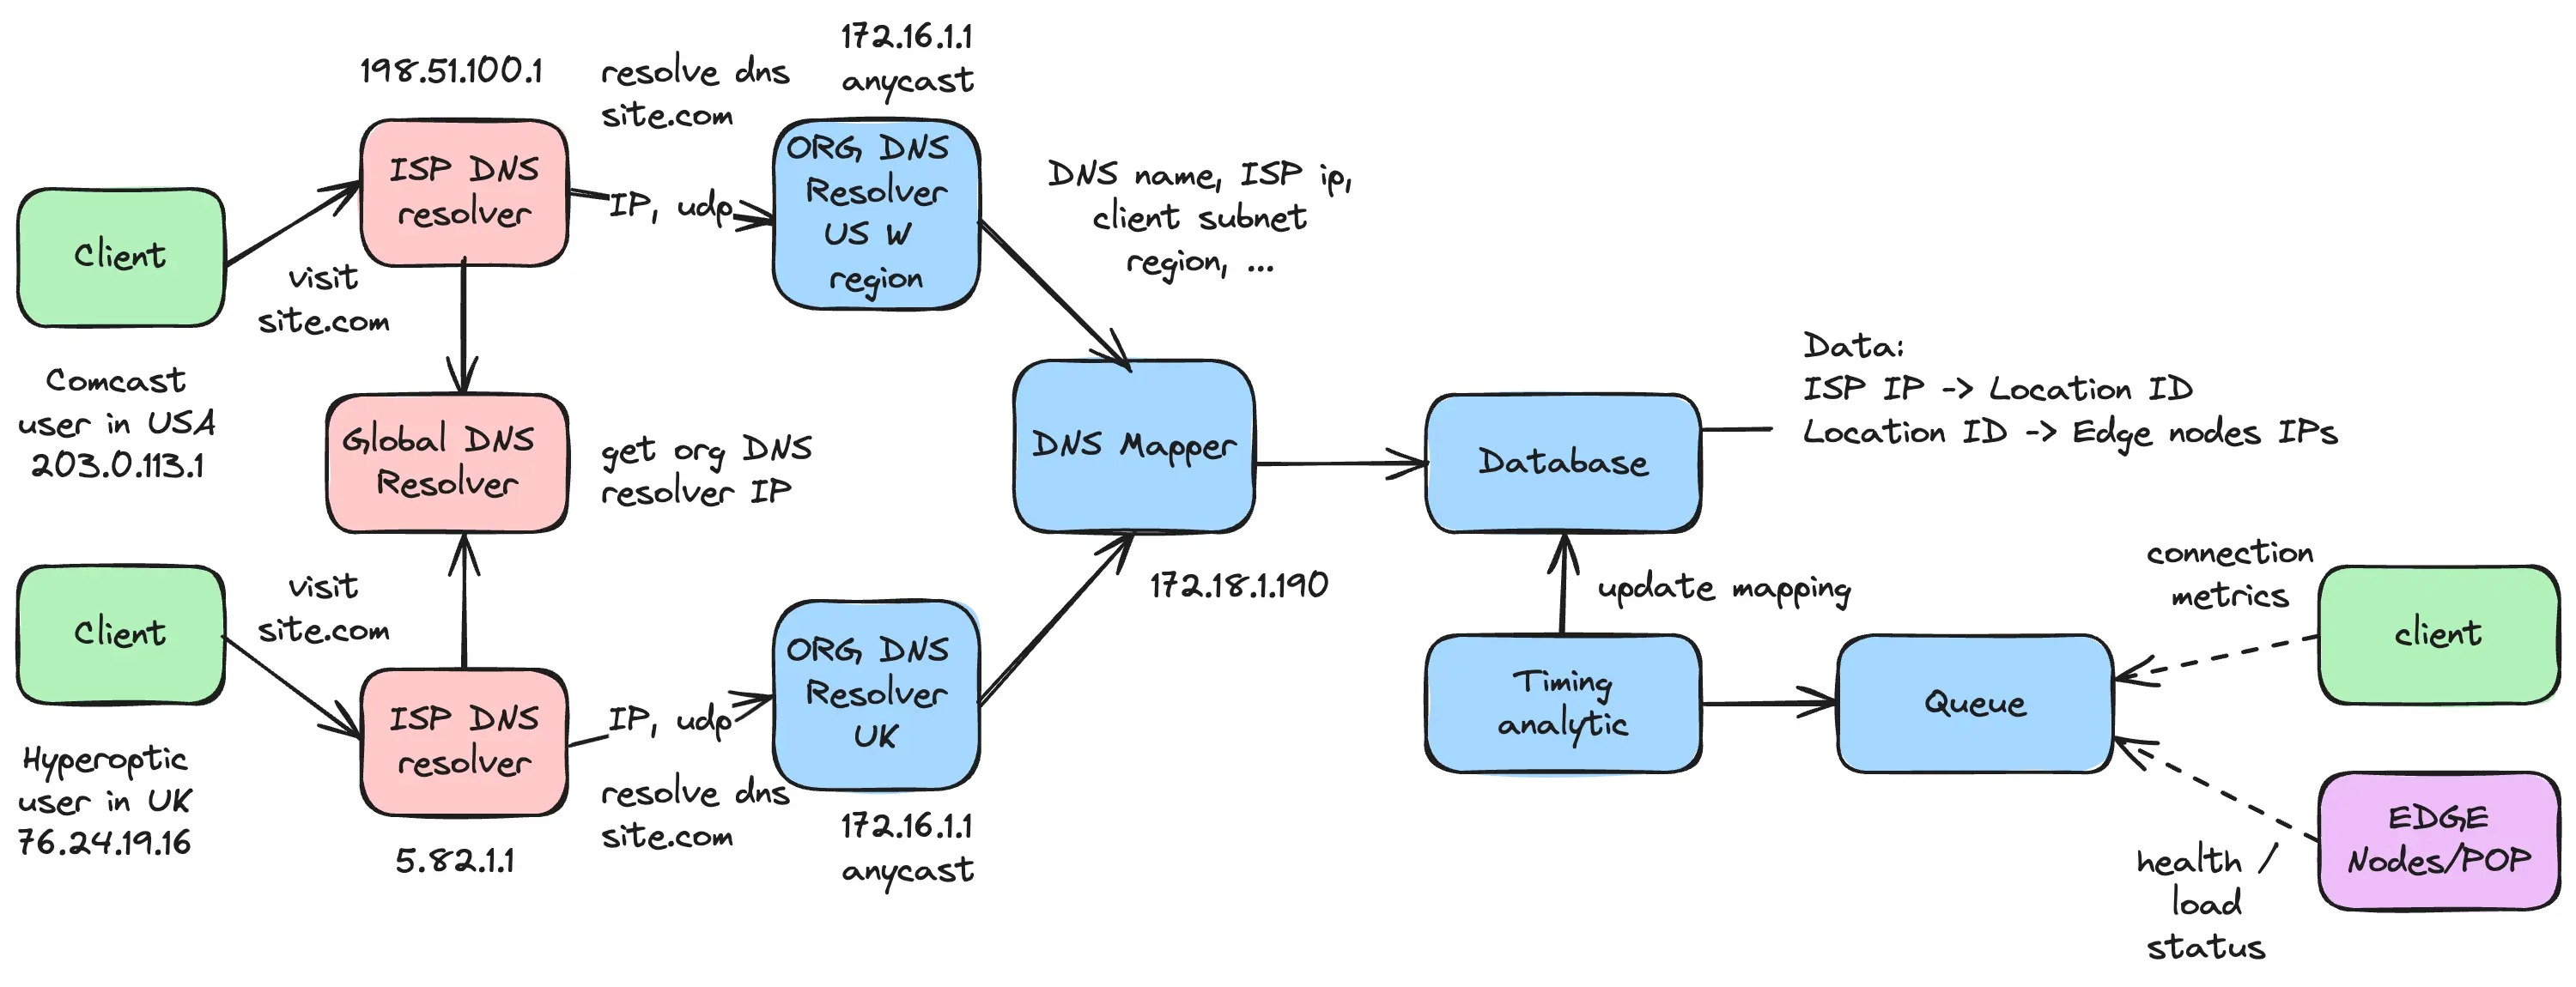 172.16.1.1
anycast
198.51.100.1
resolve dns
site.com
ISP DNS
resolver
IP, udp
ORG DNS
Resolver
US W
region
DNS name, ISP ip,
client subnet
region, ...
Client
visit
site.com
Comcast
user in USA
203.0.113.1
Global DNS
Resolver
get org DNS
resolver IP
DNS Mapper
172.18.1.190
Database
Data:
ISP IP -> Location ID
Location ID -> Edge nodes IPs
Client
visit
site.com
Hyperoptic
user in UK
76.24.19.16
ISP DNS
resolver
5.82.1.1
IP, udp
resolve dns
site.com
ORG DNS
Resolver
UK
172.16.1.1
anycast
update mapping
Timing
analytic
Queue
connection
metrics
client
EDGE
Nodes/POP
health /
load
status